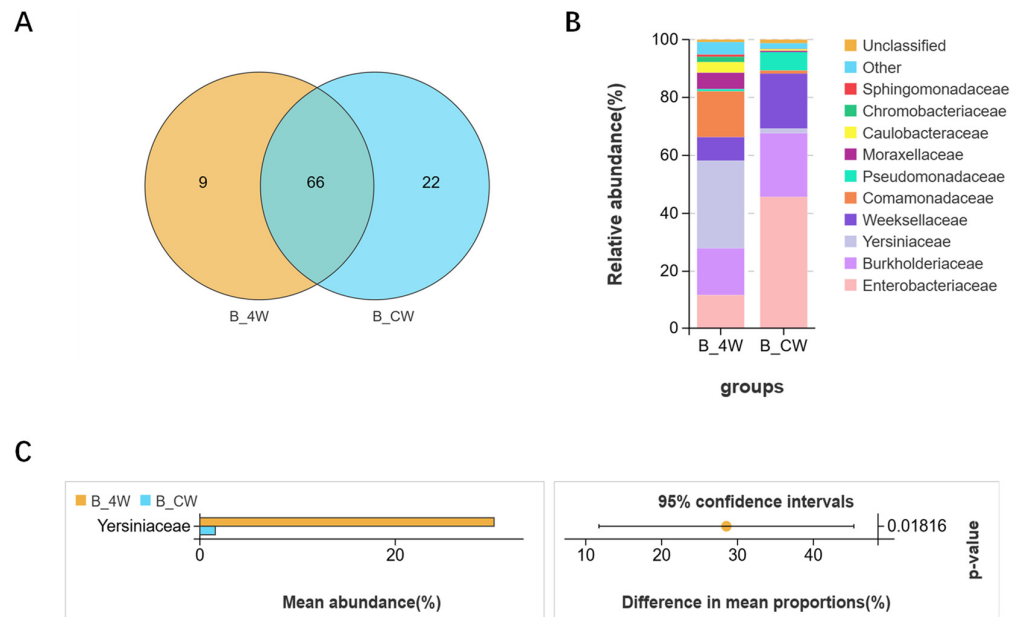 A
9
66
22
B_4W
B_CW
B
Relative abundance(%)
100
80
60
40
20
0
B_4W
B_CW
groups
Unclassified
Other
Sphingomonadaceae
Chromobacteriaceae
Caulobacteraceae
Moraxellaceae
Pseudomonadaceae
Comamonadaceae
Weeksellaceae
Yersiniaceae
Burkholderiaceae
Enterobacteriaceae
C
B_4W B_CW
Yersiniaceae
0 20
Mean abundance(%)
95% confidence intervals
0.01816
p-value
10 20 30 40
Difference in mean proportions(%)